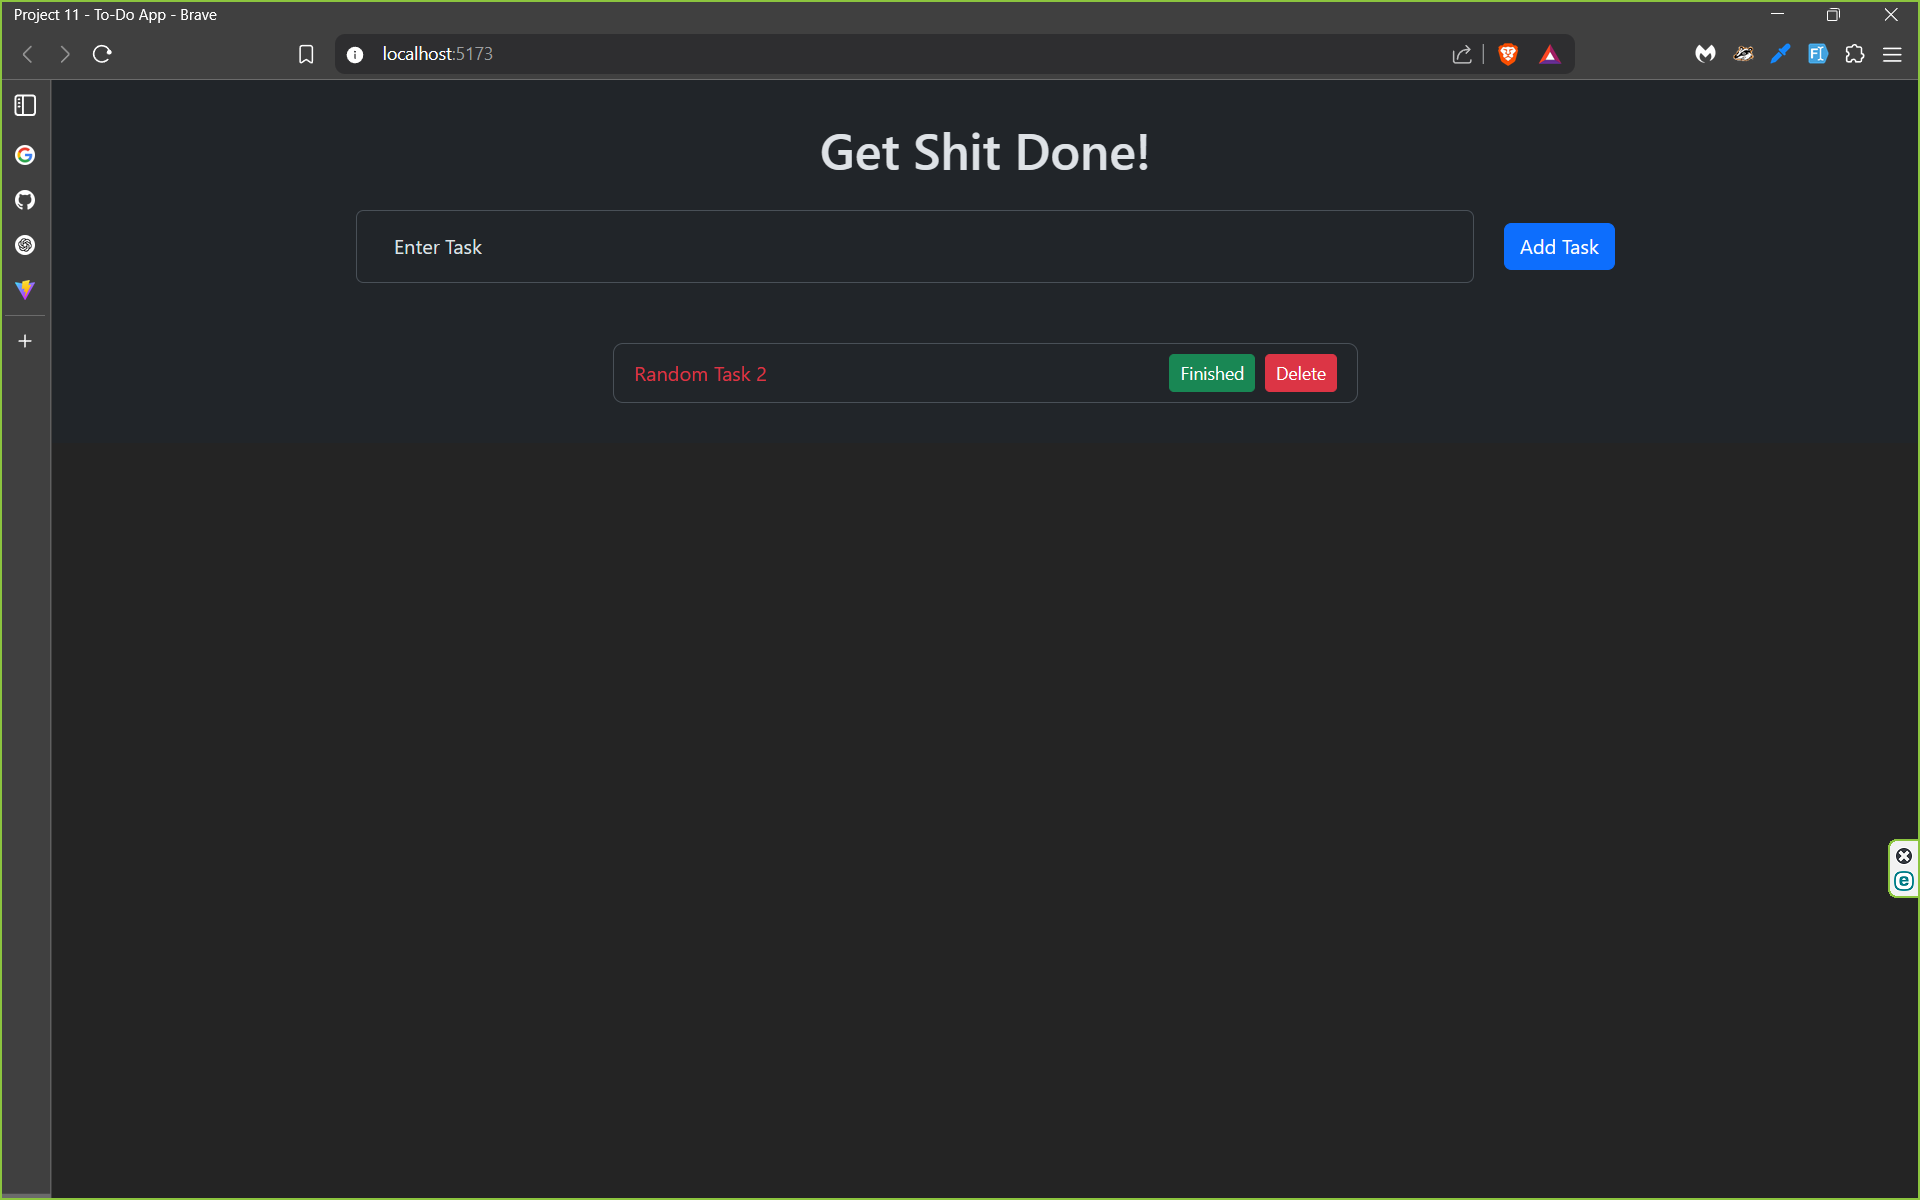 Project 11 - To-Do App - Brave
localhost:5173
Get Shit Done!
Enter Task
Add Task
Random Task 2
Finished
Delete